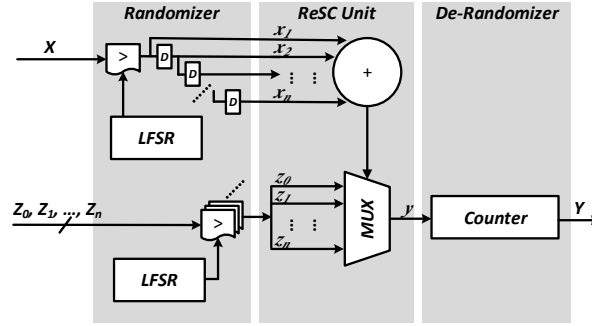 Randomizer ReSC Unit De-Randomizer
X
>
D
D
D
LFSR
x1
x2
xn
+
Z0, Z1, ..., Zn
>
LFSR
z0
z1
zn
MUX
y
Counter
Y